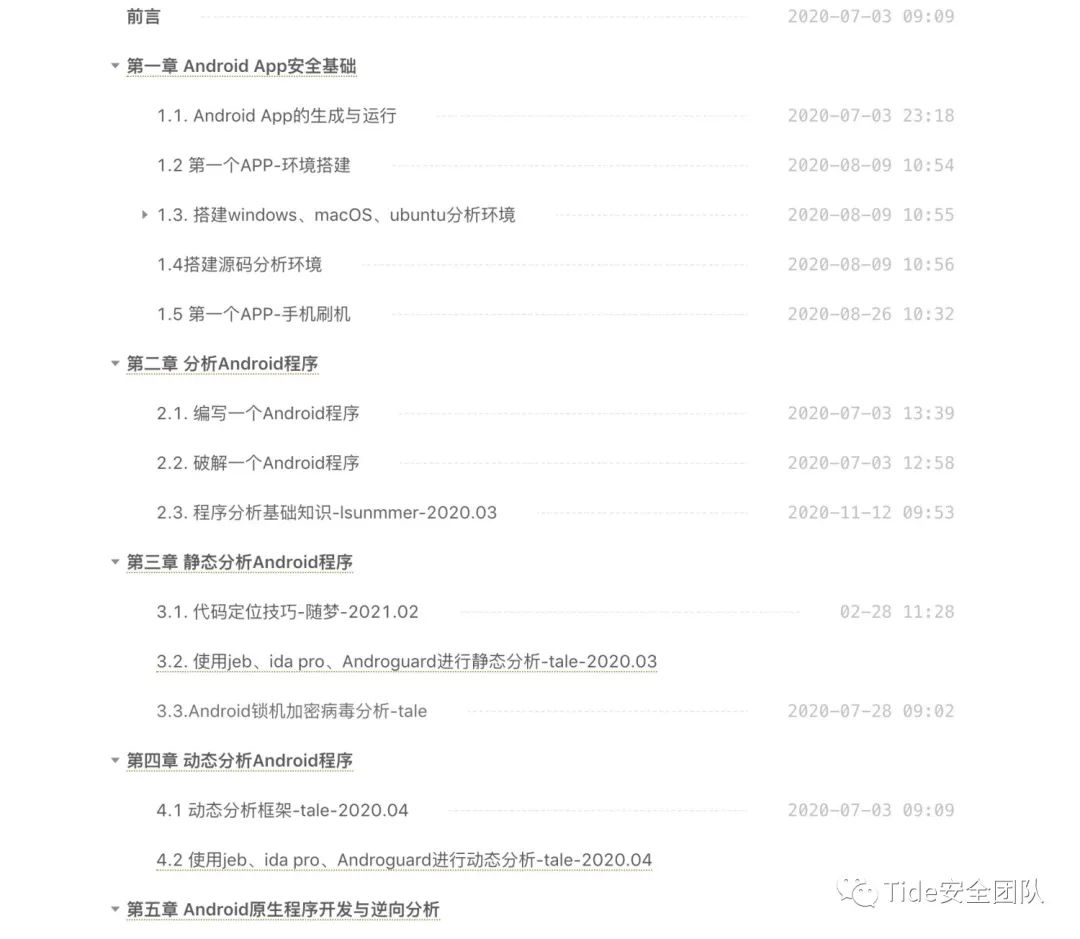 前言 2020-07-03 09:09
第一章 Android App安全基础
1.1. Android App的生成与运行 2020-07-03 23:18
1.2 第一个APP-环境搭建 2020-08-09 10:54
1.3. 搭建windows、macOS、ubuntu分析环境 2020-08-09 10:55
1.4搭建源码分析环境 2020-08-09 10:56
1.5 第一个APP-手机刷机 2020-08-26 10:32
第二章 分析Android程序
2.1. 编写一个Android程序 2020-07-03 13:39
2.2. 破解一个Android程序 2020-07-03 12:58
2.3. 程序分析基础知识-lsunmmer-2020.03 2020-11-12 09:53
第三章 静态分析Android程序
3.1. 代码定位技巧-随梦-2021.02 02-28 11:28
3.2. 使用jeb、ida pro、Androguard进行静态分析-tale-2020.03
3.3.Android锁机加密病毒分析-tale 2020-07-28 09:02
第四章 动态分析Android程序
4.1 动态分析框架-tale-2020.04 2020-07-03 09:09
4.2 使用jeb、ida pro、Androguard进行动态分析-tale-2020.04
Tide安全团队
第五章 Android原生程序开发与逆向分析